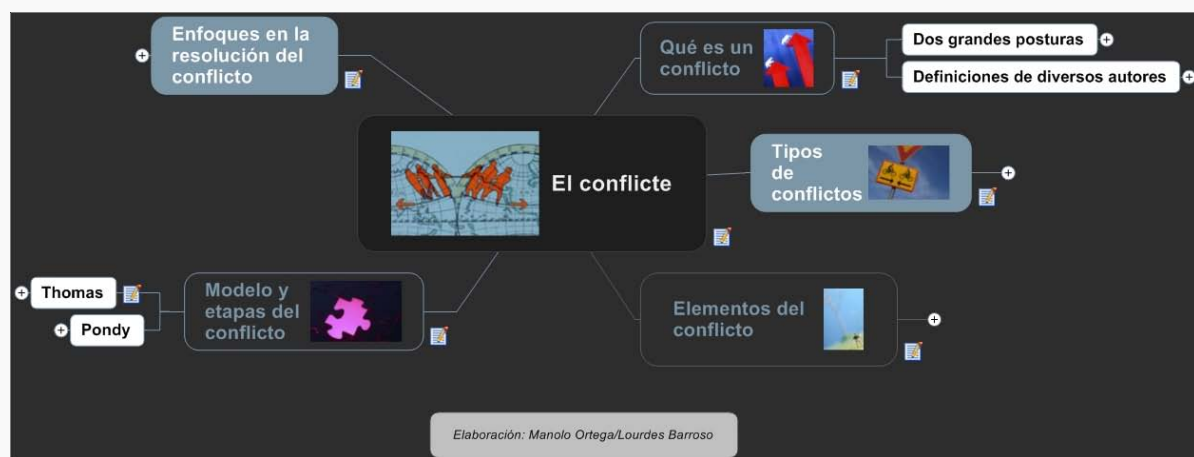 Enfoques en la
resolución del
conflicto
Qué es un
conflicto
Dos grandes posturas
Definiciones de diversos autores
El conflicte
Tipos
de
conflictos
Thomas
Pondy
Modelo y
etapas del
conflicto
Elementos del
conflicto
Elaboración: Manolo Ortega/Lourdes Barroso